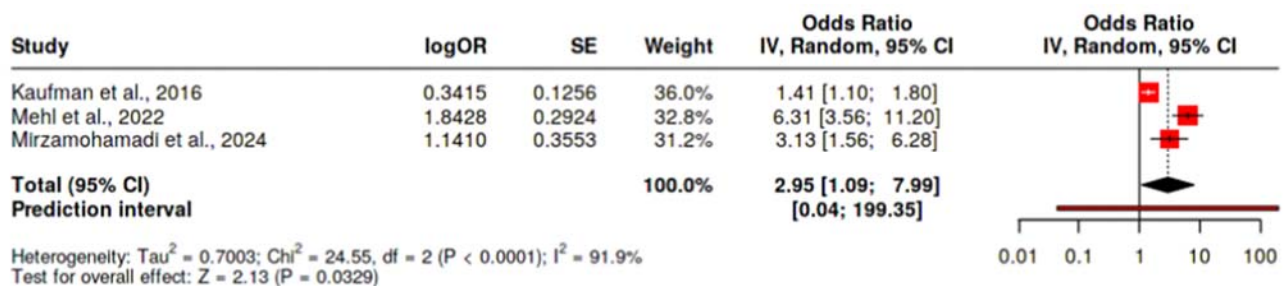 Odds Ratio Odds Ratio
Study logOR SE Weight IV, Random, 95% CI IV, Random, 95% CI
Kaufman et al., 2016 0.3415 0.1256 36.0% 1.41 [1.10; 1.80]
Mehl et al., 2022 1.8428 0.2924 32.8% 6.31 [3.56; 11.20]
Mirzamohamadi et al., 2024 1.1410 0.3553 31.2% 3.13 [1.56; 6.28]
Total (95% CI) 100.0% 2.95 [1.09; 7.99]
Prediction interval [0.04; 199.35]
Heterogeneity: Tau² = 0.7003; Chi² = 24.55, df = 2 (P < 0.0001); I² = 91.9%
Test for overall effect: Z = 2.13 (P = 0.0329)
0.01 0.1 1 10 100